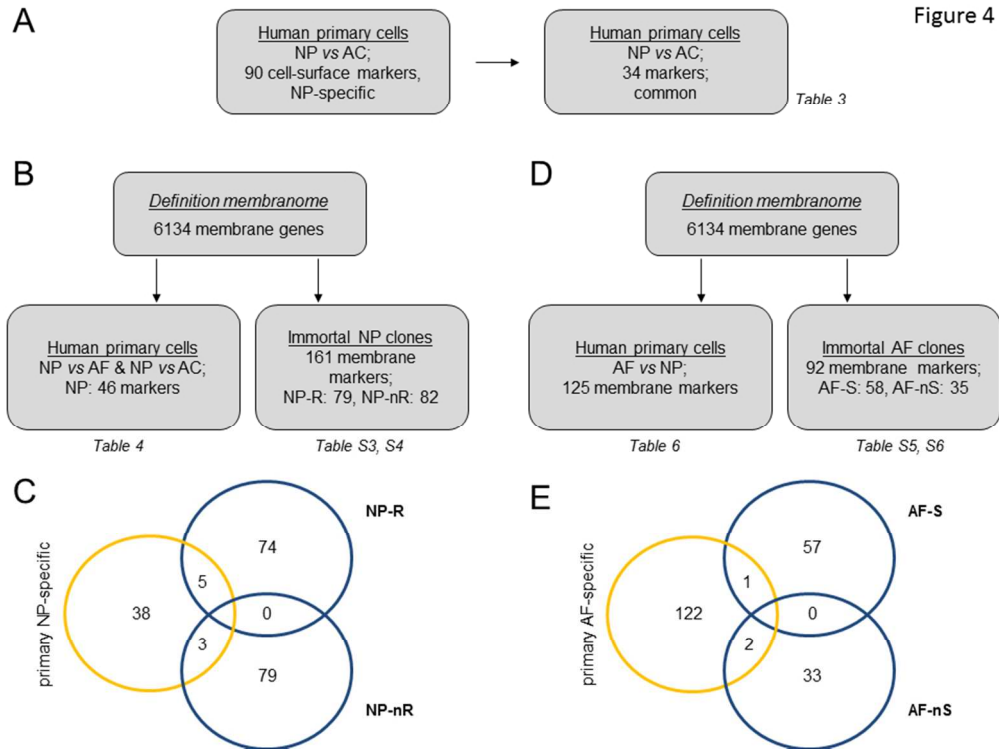 Figure 4
A
Human primary cells
NP vs AC;
90 cell-surface markers,
NP-specific
Human primary cells
NP vs AC;
34 markers;
common
Table 3
B
Definition membranome
6134 membrane genes
Human primary cells
NP vs AF & NP vs AC;
NP: 46 markers
Table 4
Immortal NP clones
161 membrane
markers;
NP-R: 79, NP-nR: 82
Table S3, S4
D
Definition membranome
6134 membrane genes
Human primary cells
AF vs NP;
125 membrane markers
Table 6
Immortal AF clones
92 membrane markers;
AF-S: 58, AF-nS: 35
Table S5, S6
C
primary NP-specific
NP-R
74
5
38
0
3
79
NP-nR
E
primary AF-specific
AF-S
57
1
122
0
2
33
AF-nS